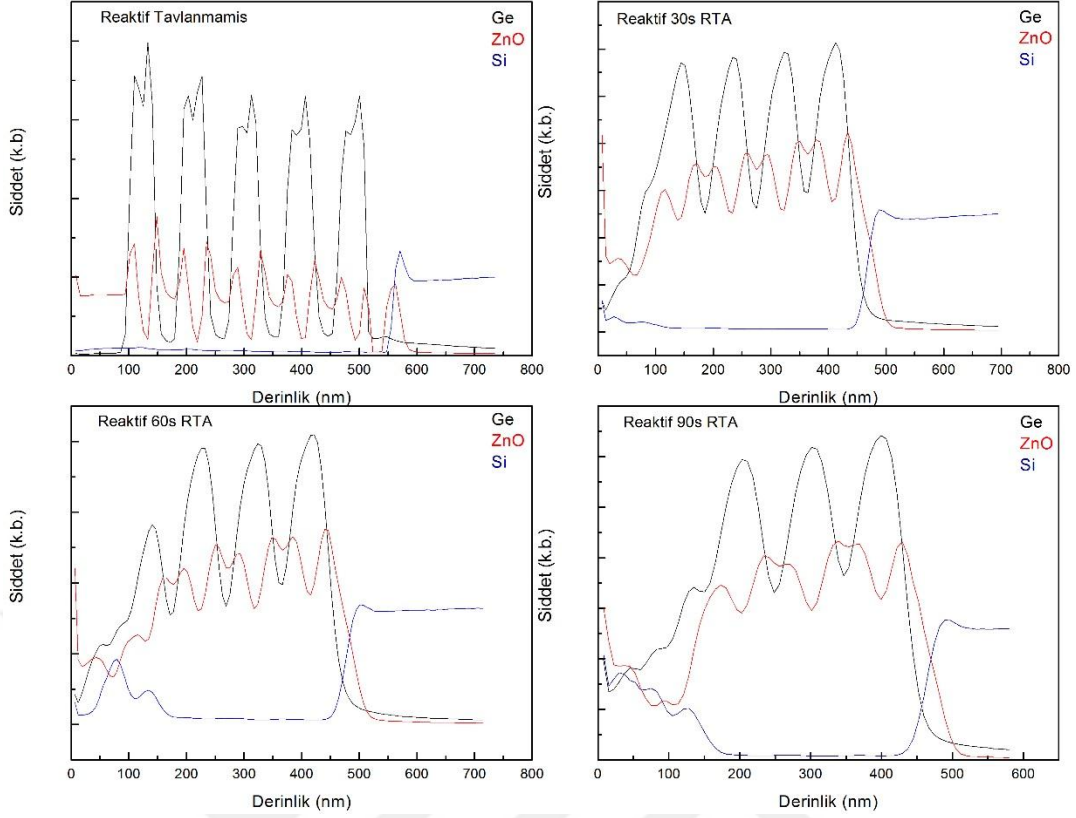 Reaktif Tavlanmamis
Ge
ZnO
Si
Siddet (k.b)
0 100 200 300 400 500 600 700 800
Derinlik (nm)
Reaktif 30s RTA
Ge
ZnO
Si
Siddet (k.b.)
0 100 200 300 400 500 600 700 800
Derinlik (nm)
Reaktif 60s RTA
Ge
ZnO
Si
Siddet (k.b.)
0 100 200 300 400 500 600 700 800
Derinlik (nm)
Reaktif 90s RTA
Ge
ZnO
Si
Siddet (k.b.)
0 100 200 300 400 500 600
Derinlik (nm)